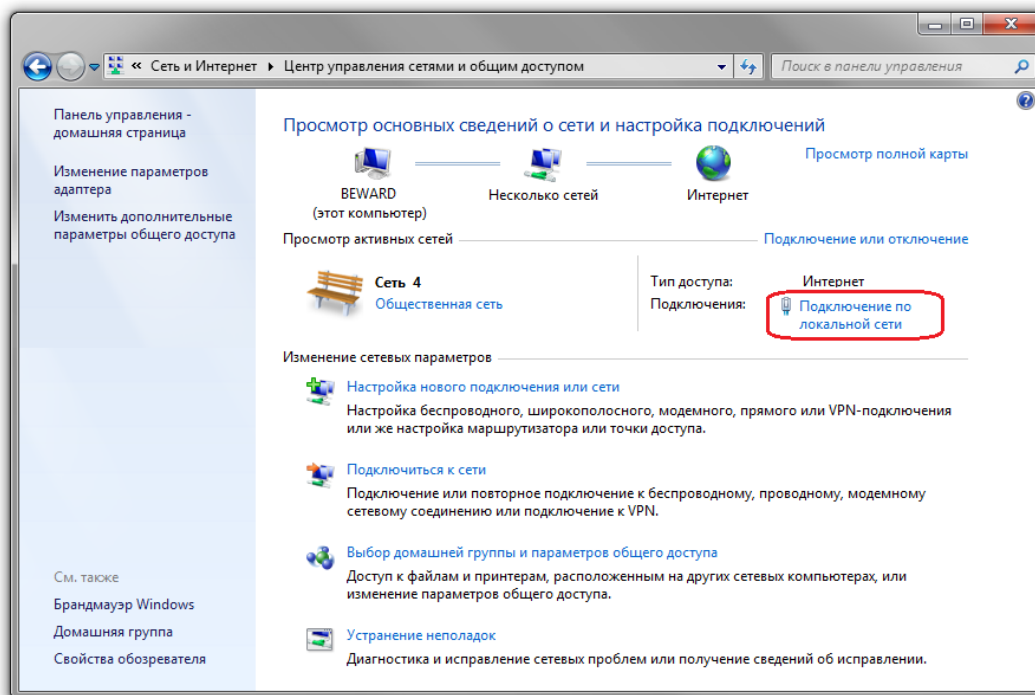 « Сеть и Интернет ▸ Центр управления сетями и общим доступом
Поиск в панели управления
Панель управления -
домашняя страница
Изменение параметров
адаптера
Изменить дополнительные
параметры общего доступа
См. также
Брандмауэр Windows
Домашняя группа
Свойства обозревателя
Просмотр основных сведений о сети и настройка подключений
Просмотр полной карты
BEWARD
(этот компьютер)
Несколько сетей
Интернет
Просмотр активных сетей
Подключение или отключение
Сеть 4
Общественная сеть
Тип доступа: Интернет
Подключения: Подключение по
локальной сети
Изменение сетевых параметров
Настройка нового подключения или сети
Настройка беспроводного, широкополосного, модемного, прямого или VPN-подключения
или же настройка маршрутизатора или точки доступа.
Подключиться к сети
Подключение или повторное подключение к беспроводному, проводному, модемному
сетевому соединению или подключение к VPN.
Выбор домашней группы и параметров общего доступа
Доступ к файлам и принтерам, расположенным на других сетевых компьютерах, или
изменение параметров общего доступа.
Устранение неполадок
Диагностика и исправление сетевых проблем или получение сведений об исправлении.